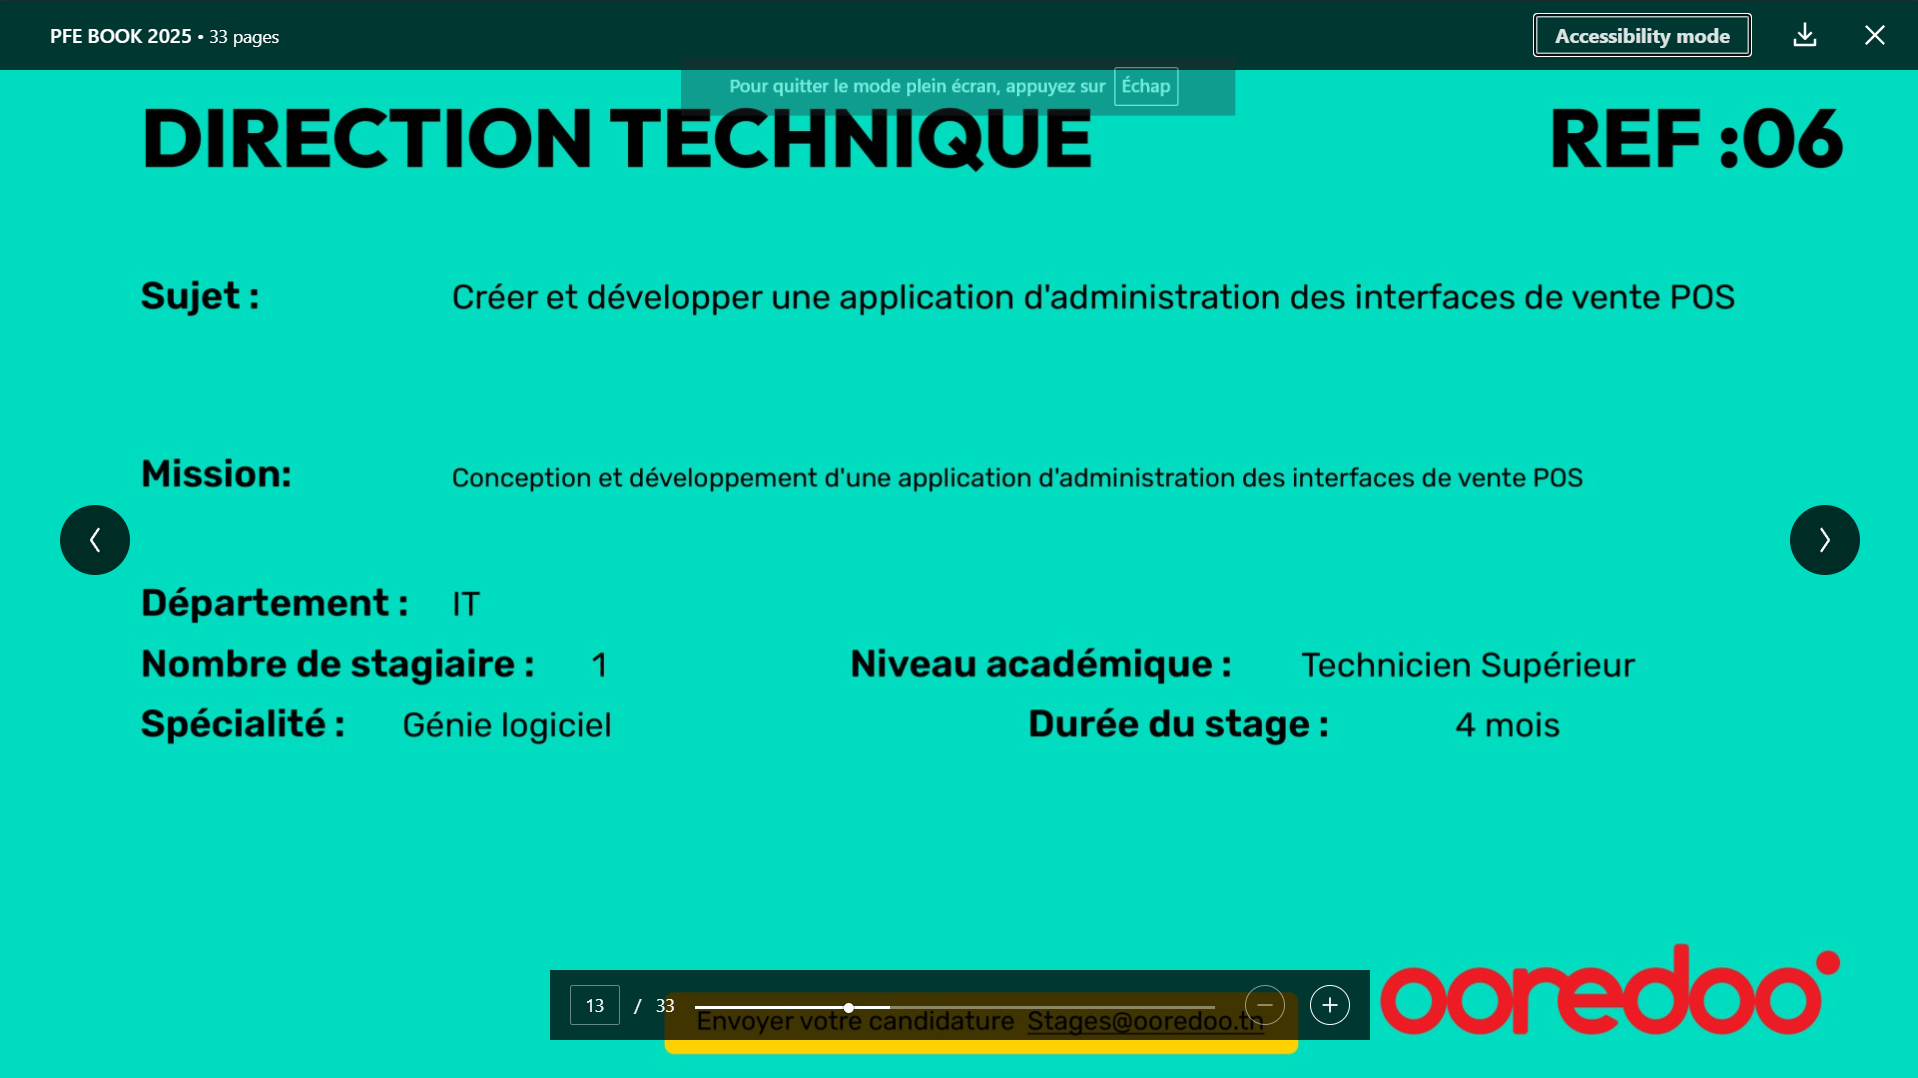 PFE BOOK 2025 • 33 pages
Accessibility mode
Pour quitter le mode plein écran, appuyez sur Échap
DIRECTION TECHNIQUE
REF :06
Sujet :
Créer et développer une application d'administration des interfaces de vente POS
Mission:
Conception et développement d'une application d'administration des interfaces de vente POS
Département : IT
Nombre de stagiaire : 1
Niveau académique : Technicien Supérieur
Spécialité : Génie logiciel
Durée du stage : 4 mois
ooredoo
13 / 33
Envoyer votre candidature Stages@ooredoo.tn